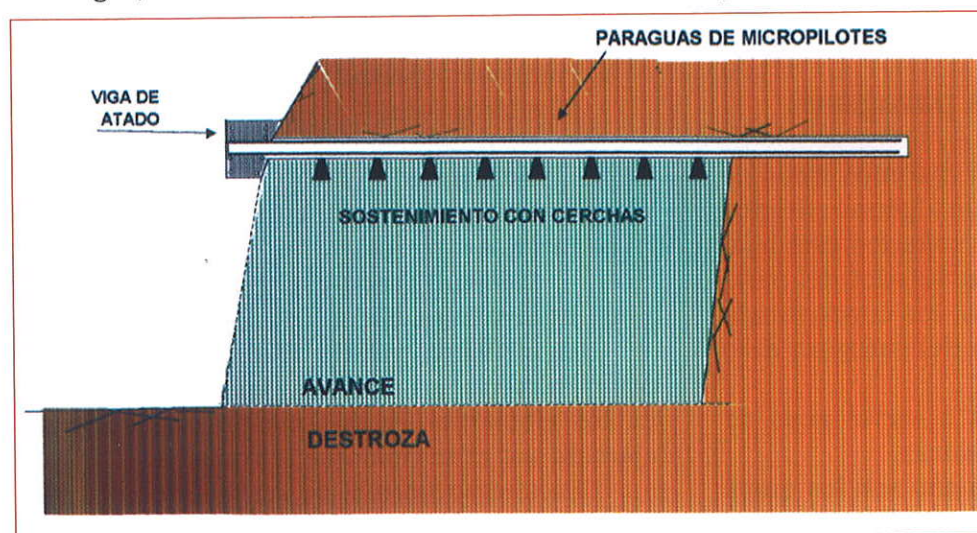 PARAGUAS DE MICROPILOTES
VIGA DE
ATADO
SOSTENIMIENTO CON CERCHAS
AVANCE
DESTROZA